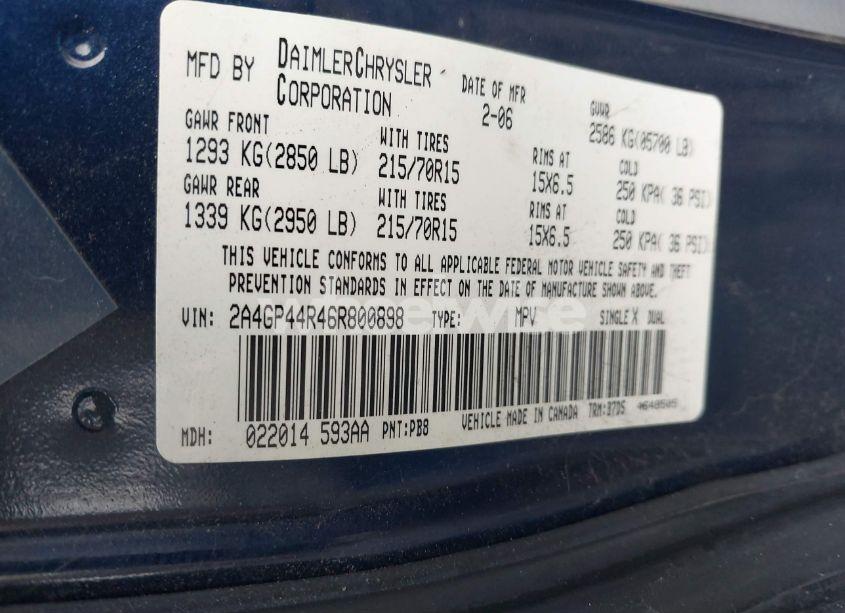 MFD BY DAIMLERCHRYSLER CORPORATION
DATE OF MFR 2-06
GVWR 2586 KG(05700 LB)
GAWR FRONT WITH TIRES RIMS AT COLD
1293 KG(2850 LB) 215/70R15 15X6.5 250 KPA( 36 PSI)
GAWR REAR WITH TIRES RIMS AT COLD
1339 KG(2950 LB) 215/70R15 15X6.5 250 KPA( 36 PSI)
THIS VEHICLE CONFORMS TO ALL APPLICABLE FEDERAL MOTOR VEHICLE SAFETY AND THEFT
PREVENTION STANDARDS IN EFFECT ON THE DATE OF MANUFACTURE SHOWN ABOVE.
VIN: 2A4GP44R46R800898 TYPE: MPV SINGLE X DUAL
MDH: 022014 593AA PNT:PB8 VEHICLE MADE IN CANADA TRM:B7D5 4648505